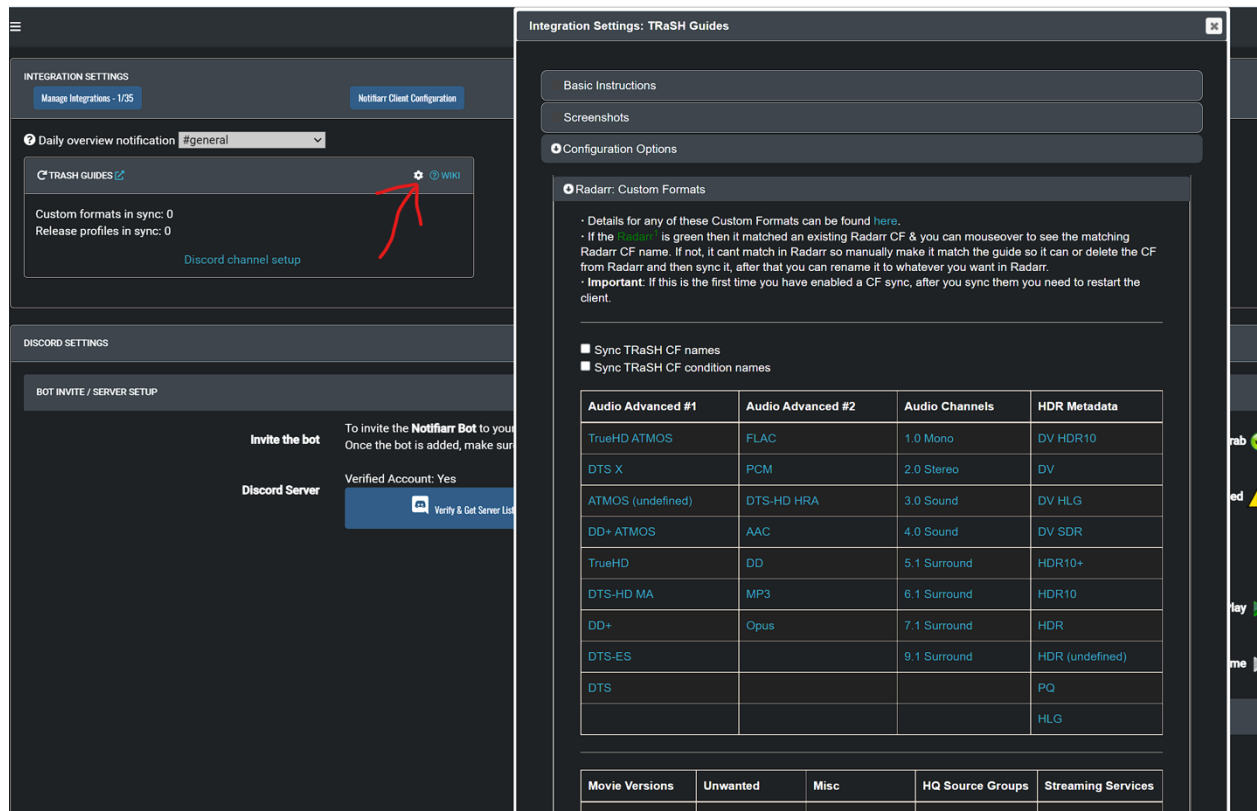 Integration Settings: TRaSH Guides
INTEGRATION SETTINGS
Manage Integrations - 1/35
Notifiarr Client Configuration
Daily overview notification #general
TRASH GUIDES
WIKI
Custom formats in sync: 0
Release profiles in sync: 0
Discord channel setup
DISCORD SETTINGS
BOT INVITE / SERVER SETUP
Invite the bot
To invite the Notifiarr Bot to your
Once the bot is added, make sure
Discord Server
Verified Account: Yes
Verify & Get Server List
Basic Instructions
Screenshots
Configuration Options
Radarr: Custom Formats
· Details for any of these Custom Formats can be found here.
· If the Radarr¹ is green then it matched an existing Radarr CF & you can mouseover to see the matching
Radarr CF name. If not, it cant match in Radarr so manually make it match the guide so it can or delete the CF
from Radarr and then sync it, after that you can rename it to whatever you want in Radarr.
· Important: If this is the first time you have enabled a CF sync, after you sync them you need to restart the
client.
Sync TRaSH CF names
Sync TRaSH CF condition names
Audio Advanced #1 Audio Advanced #2 Audio Channels HDR Metadata
TrueHD ATMOS FLAC 1.0 Mono DV HDR10
DTS X PCM 2.0 Stereo DV
ATMOS (undefined) DTS-HD HRA 3.0 Sound DV HLG
DD+ ATMOS AAC 4.0 Sound DV SDR
TrueHD DD 5.1 Surround HDR10+
DTS-HD MA MP3 6.1 Surround HDR10
DD+ Opus 7.1 Surround HDR
DTS-ES 9.1 Surround HDR (undefined)
DTS PQ
HLG
Movie Versions Unwanted Misc HQ Source Groups Streaming Services